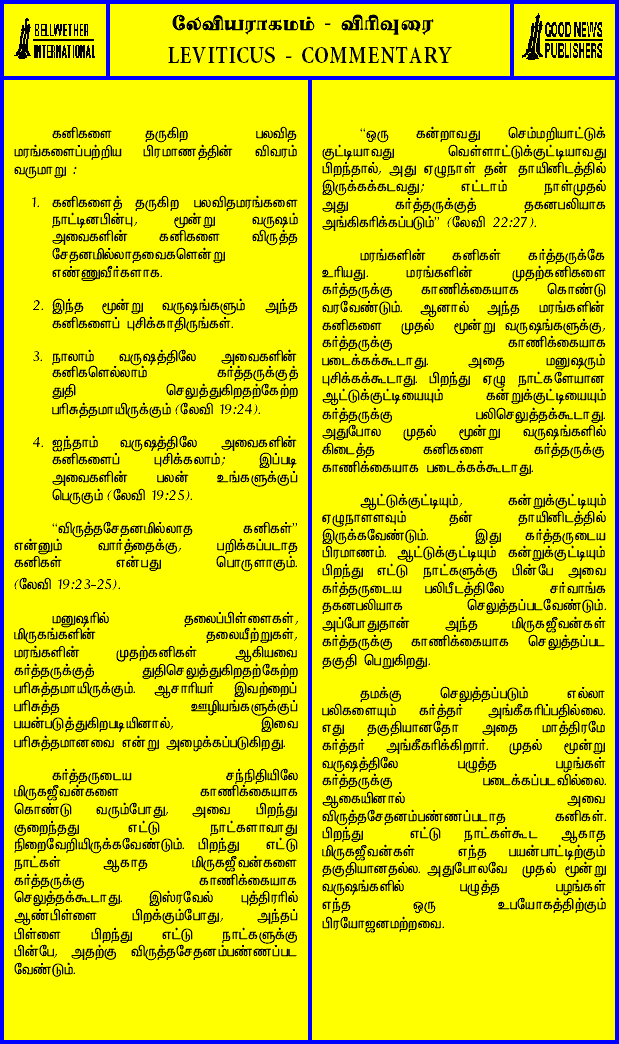 BELLWETHER
INTERNATIONAL
லேவியராகமம் - விரிவுரை
LEVITICUS - COMMENTARY
GOOD NEWS
PUBLISHERS
கனிகளை தருகிற பலவித
மரங்களைப்பற்றிய பிரமாணத்தின் விவரம்
வருமாறு :
1. கனிகளைத் தருகிற பலவிதமரங்களை
நாட்டினபின்பு, மூன்று வருஷம்
அவைகளின் கனிகளை விருத்த
சேதனமில்லாதவைகளென்று
எண்ணுவீர்களாக.
2. இந்த மூன்று வருஷங்களும் அந்த
கனிகளைப் புசிக்காதிருங்கள்.
3. நாலாம் வருஷத்திலே அவைகளின்
கனிகளெல்லாம் கர்த்தருக்குத்
துதி செலுத்துகிறதற்கேற்ற
பரிசுத்தமாயிருக்கும் (லேவி 19:24).
4. ஐந்தாம் வருஷத்திலே அவைகளின்
கனிகளைப் புசிக்கலாம்; இப்படி
அவைகளின் பலன் உங்களுக்குப்
பெருகும் (லேவி 19:25).
“விருத்தசேதனமில்லாத கனிகள்”
என்னும் வார்த்தைக்கு, பறிக்கப்படாத
கனிகள் என்பது பொருளாகும்.
(லேவி 19:23-25).
மனுஷரில் தலைப்பிள்ளைகள்,
மிருகங்களின் தலையீற்றுகள்,
மரங்களின் முதற்கனிகள் ஆகியவை
கர்த்தருக்குத் துதிசெலுத்துகிறதற்கேற்ற
பரிசுத்தமாயிருக்கும். ஆசாரியர் இவற்றைப்
பரிசுத்த ஊழியங்களுக்குப்
பயன்படுத்துகிறபடியினால், இவை
பரிசுத்தமானவை என்று அழைக்கப்படுகிறது.
கர்த்தருடைய சந்நிதியிலே
மிருகஜீவன்களை காணிக்கையாக
கொண்டு வரும்போது, அவை பிறந்து
குறைந்தது எட்டு நாட்களாவாது
நிறைவேறியிருக்கவேண்டும். பிறந்து எட்டு
நாட்கள் ஆகாத மிருகஜீவன்களை
கர்த்தருக்கு காணிக்கையாக
செலுத்தக்கூடாது. இஸ்ரவேல் புத்திரரில்
ஆண்பிள்ளை பிறக்கும்போது, அந்தப்
பிள்ளை பிறந்து எட்டு நாட்களுக்கு
பின்பே, அதற்கு விருத்தசேதனம்பண்ணப்பட
வேண்டும்.
“ஒரு கன்றாவது செம்மறியாட்டுக்
குட்டியாவது வெள்ளாட்டுக்குட்டியாவது
பிறந்தால், அது ஏழுநாள் தன் தாயினிடத்தில்
இருக்கக்கடவது; எட்டாம் நாள்முதல்
அது கர்த்தருக்குத் தகனபலியாக
அங்கிகரிக்கப்படும்” (லேவி 22:27).
மரங்களின் கனிகள் கர்த்தருக்கே
உரியது. மரங்களின் முதற்கனிகளை
கர்த்தருக்கு காணிக்கையாக கொண்டு
வரவேண்டும். ஆனால் அந்த மரங்களின்
கனிகளை முதல் மூன்று வருஷங்களுக்கு,
கர்த்தருக்கு காணிக்கையாக
படைக்கக்கூடாது. அதை மனுஷரும்
புசிக்கக்கூடாது. பிறந்து ஏழு நாட்களேயான
ஆட்டுக்குட்டியையும் கன்றுக்குட்டியையும்
கர்த்தருக்கு பலிசெலுத்தக்கூடாது.
அதுபோல முதல் மூன்று வருஷங்களில்
கிடைத்த கனிகளை கர்த்தருக்கு
காணிக்கையாக படைக்கக்கூடாது.
ஆட்டுக்குட்டியும், கன்றுக்குட்டியும்
ஏழுநாளளவும் தன் தாயினிடத்தில்
இருக்கவேண்டும். இது கர்த்தருடைய
பிரமாணம். ஆட்டுக்குட்டியும் கன்றுக்குட்டியும்
பிறந்து எட்டு நாட்களுக்கு பின்பே அவை
கர்த்தருடைய பலிபீடத்திலே சர்வாங்க
தகனபலியாக செலுத்தப்படவேண்டும்.
அப்போதுதான் அந்த மிருகஜீவன்கள்
கர்த்தருக்கு காணிக்கையாக செலுத்தப்பட
தகுதி பெறுகிறது.
தமக்கு செலுத்தப்படும் எல்லா
பலிகளையும் கர்த்தர் அங்கீகரிப்பதில்லை.
எது தகுதியானதோ அதை மாத்திரமே
கர்த்தர் அங்கீகரிக்கிறார். முதல் மூன்று
வருஷத்திலே பழுத்த பழங்கள்
கர்த்தருக்கு படைக்கப்படவில்லை.
ஆகையினால் அவை
விருத்தசேதனம்பண்ணப்படாத கனிகள்.
பிறந்து எட்டு நாட்கள்கூட ஆகாத
மிருகஜீவன்கள் எந்த பயன்பாட்டிற்கும்
தகுதியானதல்ல. அதுபோலவே முதல் மூன்று
வருஷங்களில் பழுத்த பழங்கள்
எந்த ஒரு உபயோகத்திற்கும்
பிரயோஜனமற்றவை.